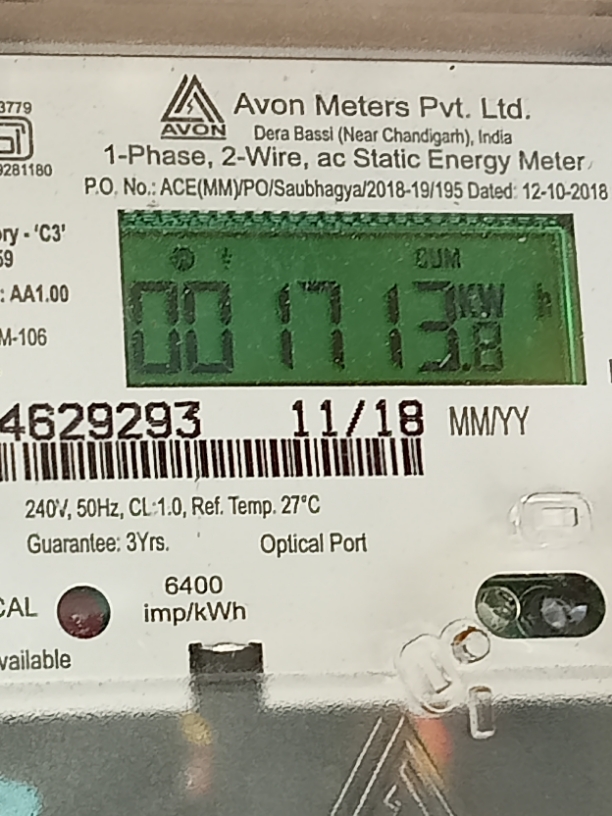 3779
9281180
AVON
Avon Meters Pvt. Ltd.
Dera Bassi (Near Chandigarh), India
1-Phase, 2-Wire, ac Static Energy Meter
P.O. No.: ACE(MM)/PO/Saubhagya/2018-19/195 Dated: 12-10-2018
ory - 'C3'
59
: AA1.00
M-106
CUM
001713.8 KW h
4629293 11/18 MM/YY
240V, 50Hz, CL:1.0, Ref. Temp. 27°C
Guarantee: 3Yrs. Optical Port
CAL
6400
imp/kWh
vailable